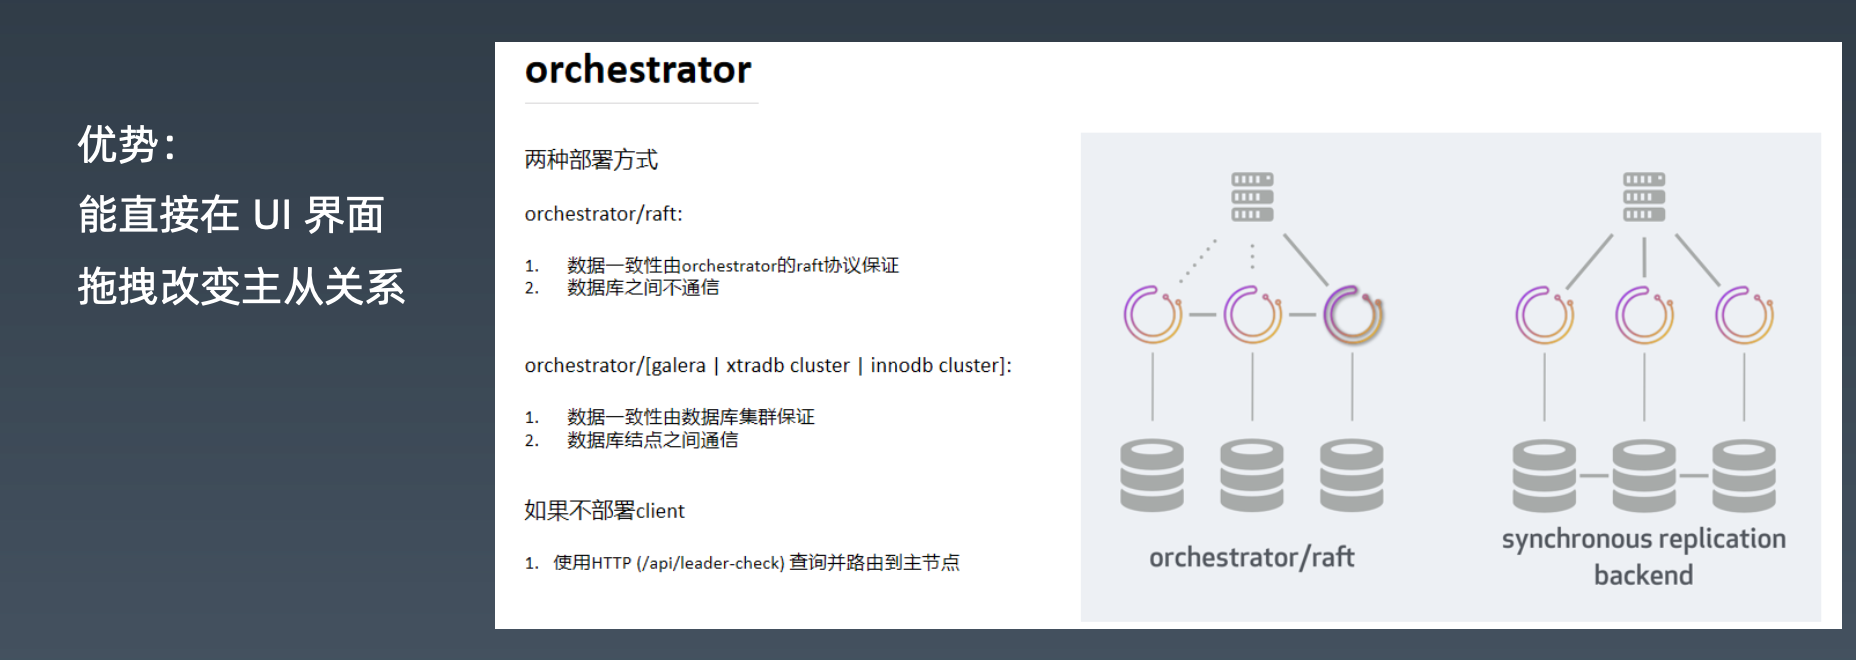 优势：
能直接在 UI 界面
拖拽改变主从关系
orchestrator
两种部署方式
orchestrator/raft:
1. 数据一致性由orchestrator的raft协议保证
2. 数据库之间不通信
orchestrator/[galera | xtradb cluster | innodb cluster]:
1. 数据一致性由数据库集群保证
2. 数据库结点之间通信
如果不部署client
1. 使用HTTP (/api/leader-check) 查询并路由到主节点
orchestrator/raft
synchronous replication
backend